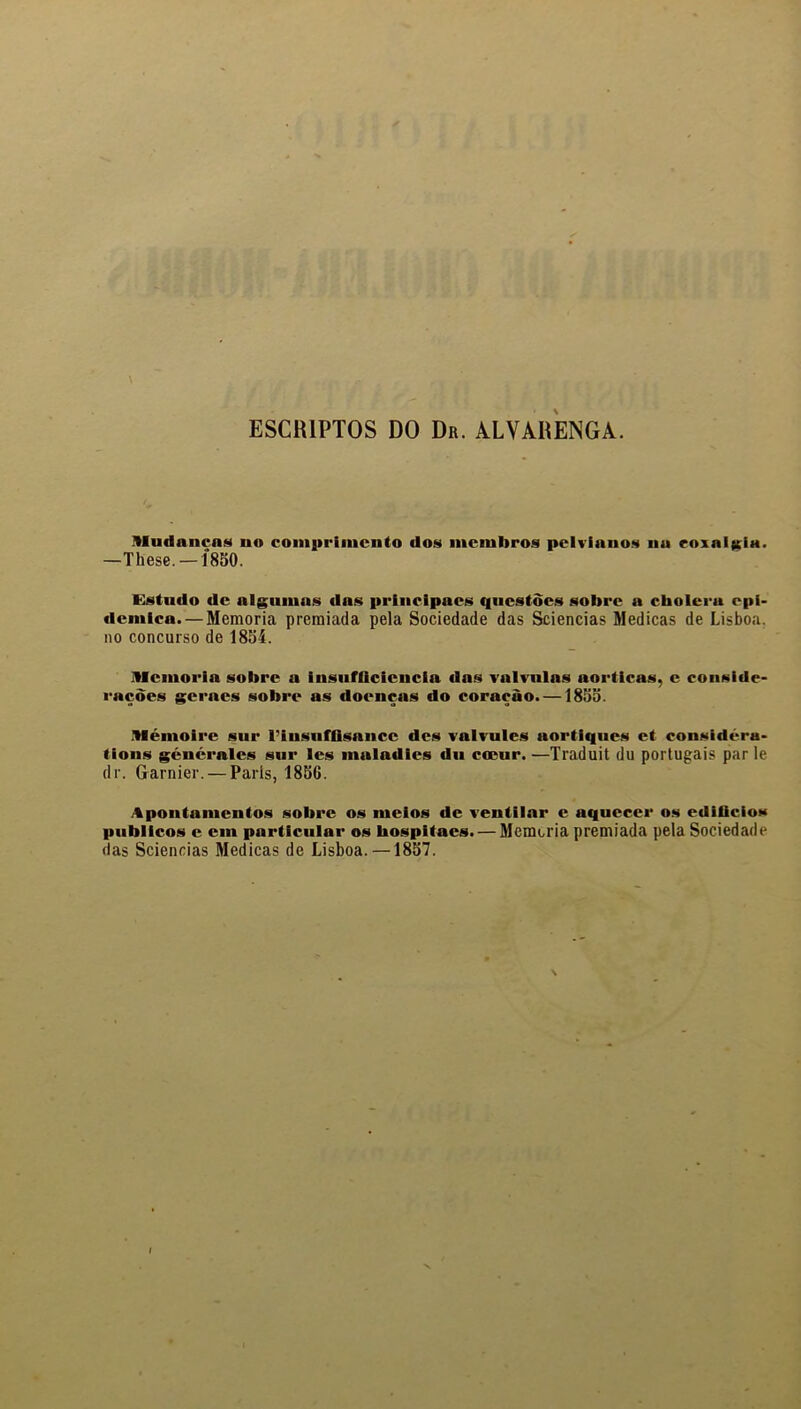 ESCRIPTOS DO DR. ALVARENGA.
Mudanças no comprimento dos membros pelvianos na coxalgia.
—These.—1850.
Estudo de algumas das principaes questões sobre a cholera epi-
demica.—Memoria premiada pela Sociedade das Sciencias Medicas de Lisboa,
no concurso de 1854.
Memoria sobre a insufficiencia das valvulas aorticas, e conside-
rações geraes sobre as doenças do coração.—1855.
Mémoire sur l'insuffisance des valvules aortiques et considéra-
tions générales sur les maladies du cœur.—Traduit du portugais par le
dr. Garnier.—Paris, 1856.
Apontamentos sobre os meios de ventilar e aquecer os edificios
publicos e em particular os hospitaes.—Memoria premiada pela Sociedade
das Sciencias Medicas de Lisboa.—1857.